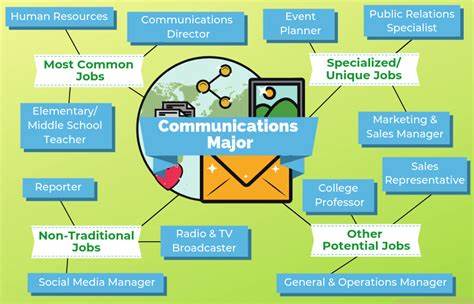 Human Resources
Communications
Director
Most Common
Jobs
Elementary/
Middle School
Teacher
Event
Planner
Public Relations
Specialist
Specialized/
Unique Jobs
Marketing &
Sales Manager
Communications
Major
Reporter
Non-Traditional
Jobs
Radio & TV
Broadcaster
Social Media Manager
College
Professor
Sales
Representative
Other
Potential Jobs
General & Operations Manager